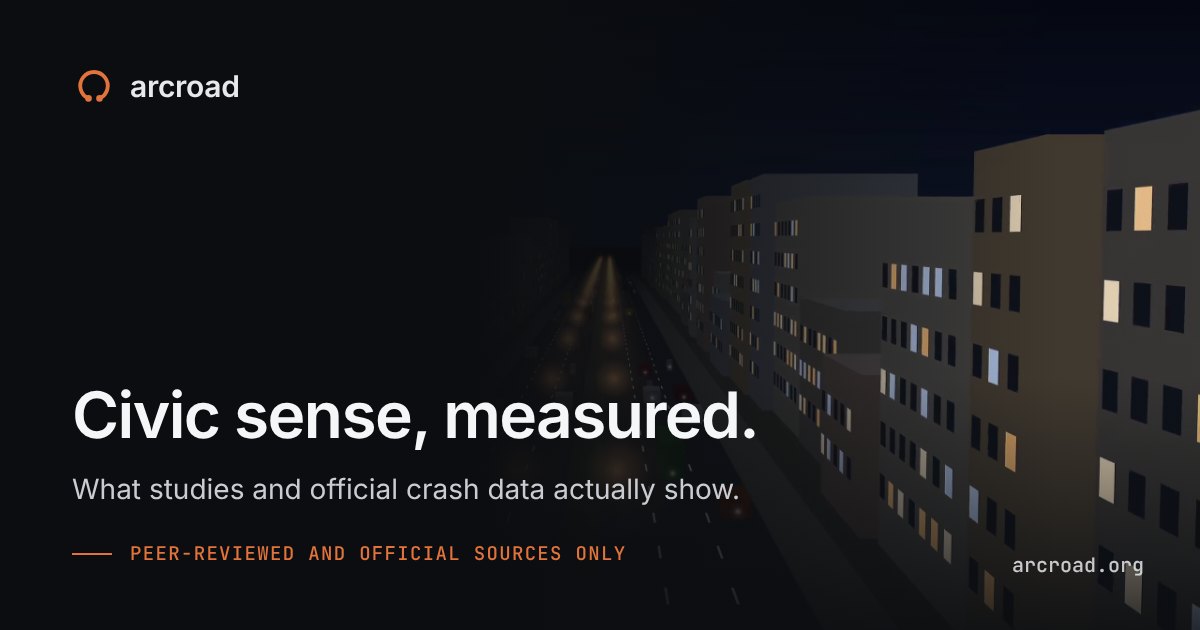 arcroad
Civic sense, measured.
What studies and official crash data actually show.
PEER-REVIEWED AND OFFICIAL SOURCES ONLY
arcroad.org